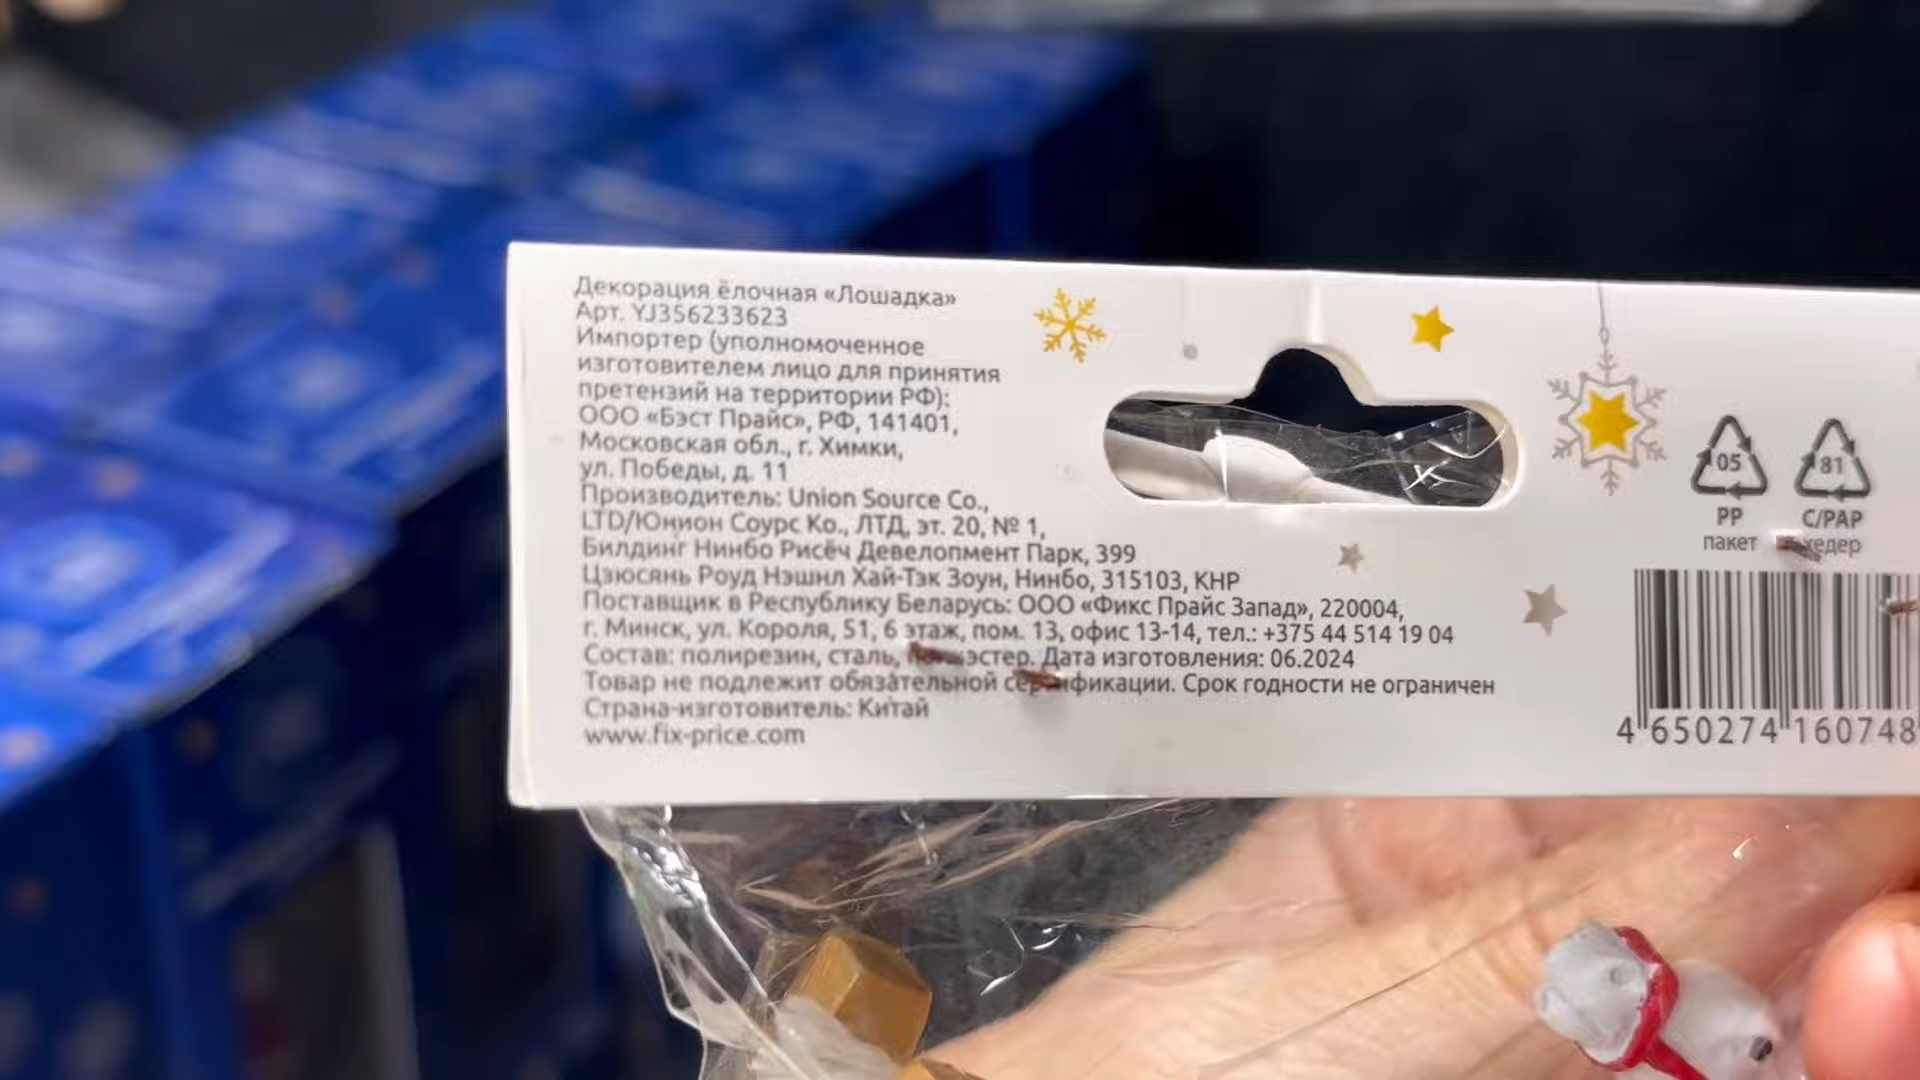 Декорация ёлочная «Лошадка»
Арт. YJ356233623
Импортер (уполномоченное
изготовителем лицо для принятия
претензий на территории РФ):
ООО «Бэст Прайс», РФ, 141401,
Московская обл., г. Химки,
ул. Победы, д. 11
Производитель: Union Source Co.,
LTD/Юнион Соурс Ко., ЛТД, эт. 20, № 1,
Билдинг Нинбо Рисёч Девелопмент Парк, 399
Цзюсянь Роуд Нэшнл Хай-Тэк Зоун, Нинбо, 315103, КНР
Поставщик в Республику Беларусь: ООО «Фикс Прайс Запад», 220004,
г. Минск, ул. Короля, 51, 6 этаж, пом. 13, офис 13-14, тел.: +375 44 514 19 04
Состав: полирезин, сталь, полиэстер. Дата изготовления: 06.2024
Товар не подлежит обязательной сертификации. Срок годности не ограничен
Страна-изготовитель: Китай
www.fix-price.com
05
PP
пакет
81
C/PAP
хедер
4 650274 160748